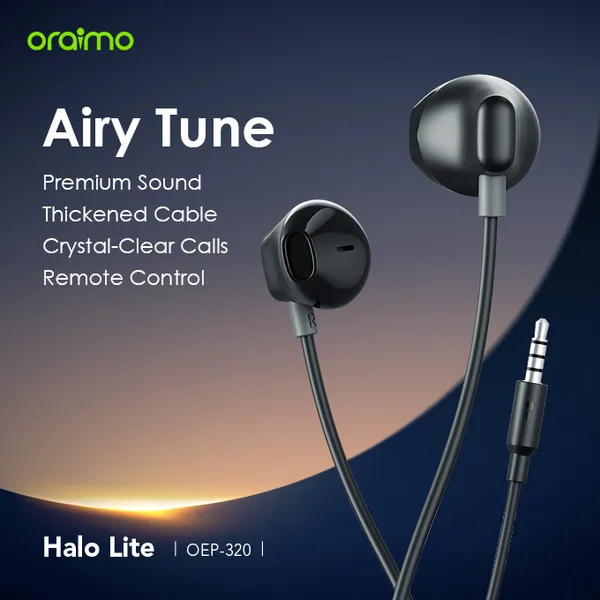 oraimo
Airy Tune
Premium Sound
Thickened Cable
Crystal-Clear Calls
Remote Control
R
Halo Lite | OEP-320 |